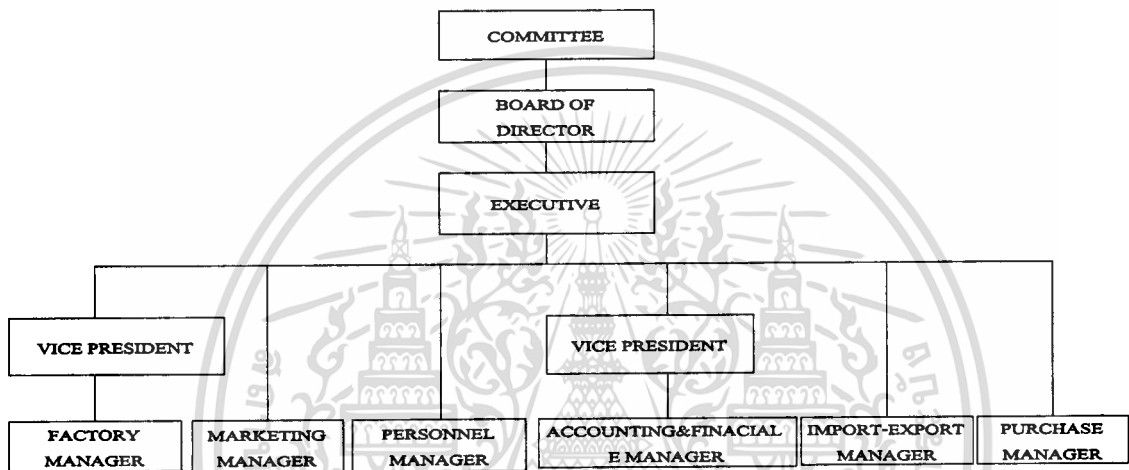 COMMITTEE
BOARD OF
DIRECTOR
EXECUTIVE
VICE PRESIDENT
VICE PRESIDENT
FACTORY
MANAGER
MARKETING
MANAGER
PERSONNEL
MANAGER
ACCOUNTING&FINACIAL
E MANAGER
IMPORT-EXPORT
MANAGER
PURCHASE
MANAGER